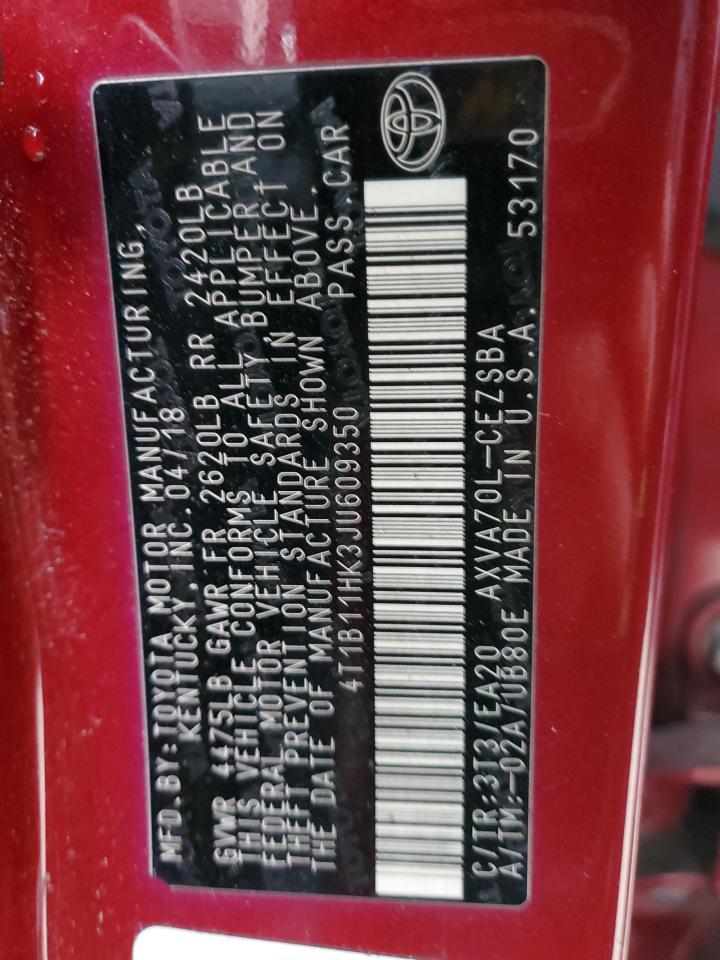 MFD.BY:TOYOTA MOTOR MANUFACTURING,
KENTUCKY,INC.04/18
GVWR 4475LB GAWR FR 2620LB RR 2420LB
THIS VEHICLE CONFORMS TO ALL APPLICABLE
FEDERAL MOTOR VEHICLE SAFETY BUMPER,AND
THEFT PREVENTION STANDARDS IN EFFECT ON
THE DATE OF MANUFACTURE SHOWN ABOVE.
4T1B11HK3JU609350 PASS.CAR
C/TR:3T3/EA20 AXVA70L-CEZSBA
A/TM:-02A/UB80E MADE IN U.S.A. 53170